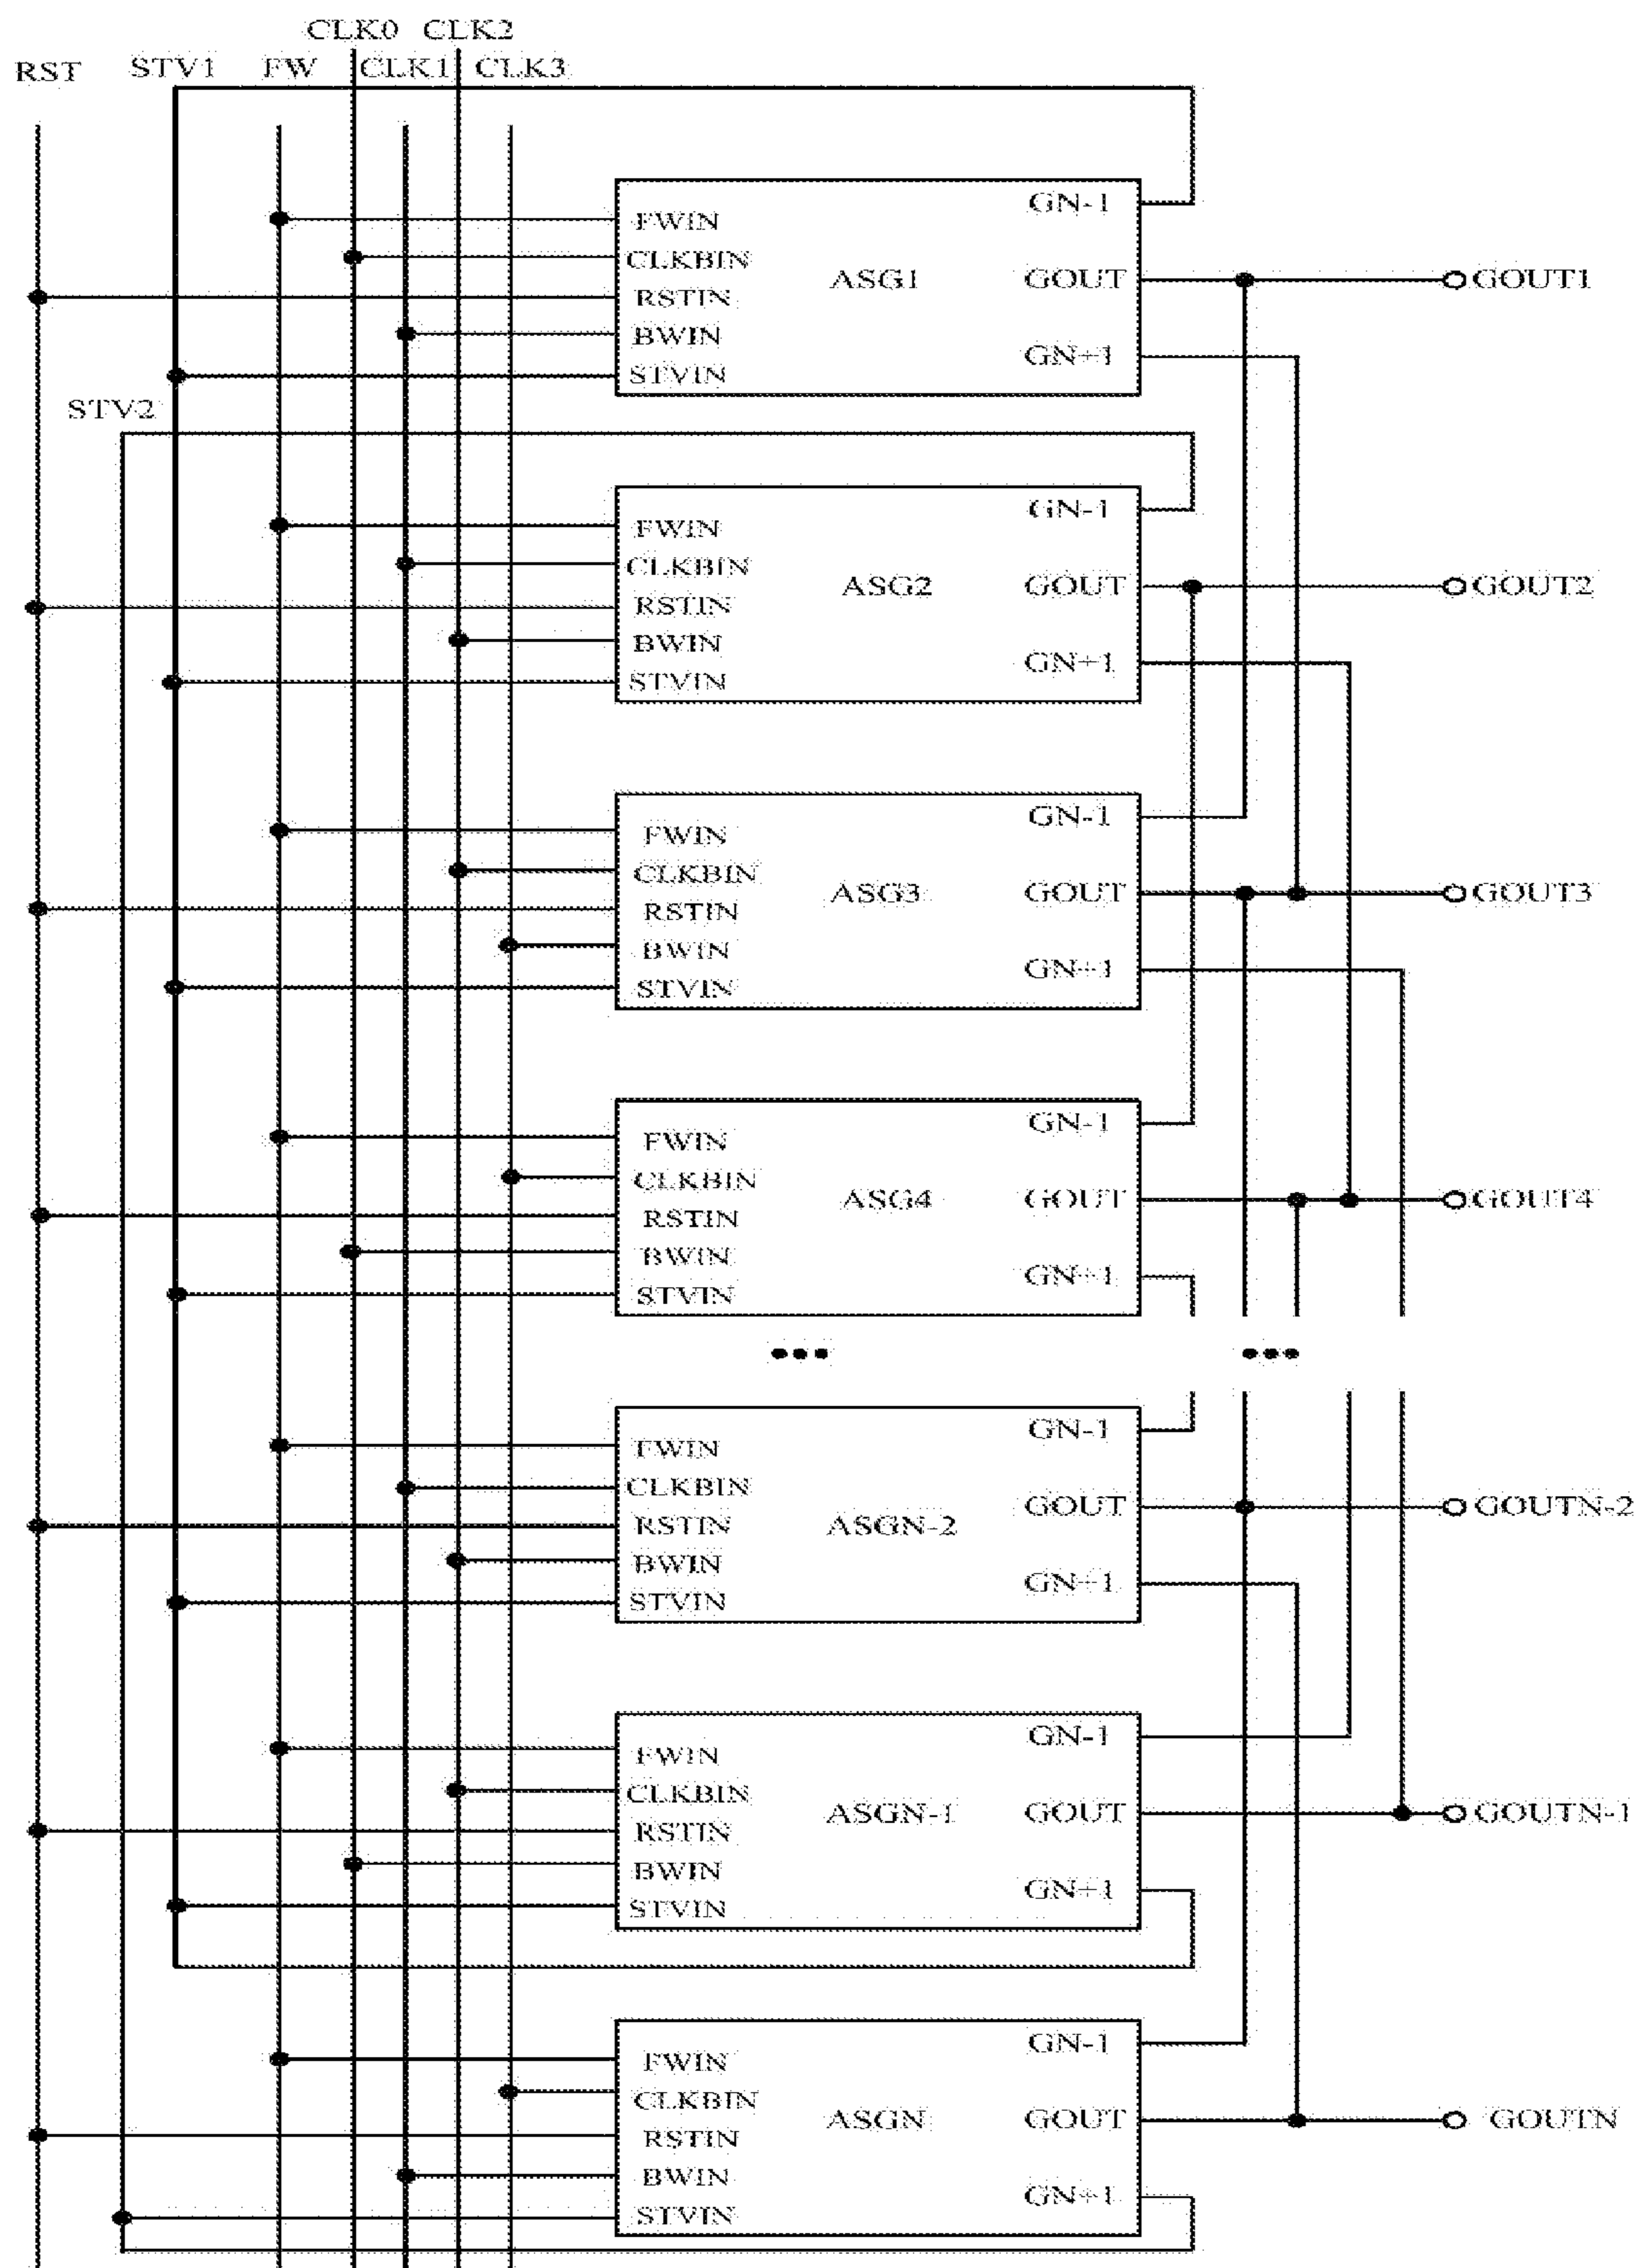 CLK0 CLK2
RST STV1 FW CLK1 CLK3
GN-1
FWIN
CLKBIN ASG1 GOUT GOUT1
RSTIN
BWIN
GN+1
STVIN
STV2
GN-1
FWIN
CLKBIN ASG2 GOUT GOUT2
RSTIN
BWIN
GN+1
STVIN
GN-1
FWIN
CLKBIN ASG3 GOUT GOUT3
RSTIN
BWIN
GN+1
STVIN
GN-1
FWIN
CLKBIN ASG4 GOUT GOUT4
RSTIN
BWIN
GN+1
STVIN
••• •••
GN-1
FWIN
CLKBIN ASGN-2 GOUT GOUTN-2
RSTIN
BWIN
GN+1
STVIN
GN-1
FWIN
CLKBIN ASGN-1 GOUT GOUTN-1
RSTIN
BWIN
GN+1
STVIN
GN-1
FWIN
CLKBIN ASGN GOUT GOUTN
RSTIN
BWIN
GN+1
STVIN